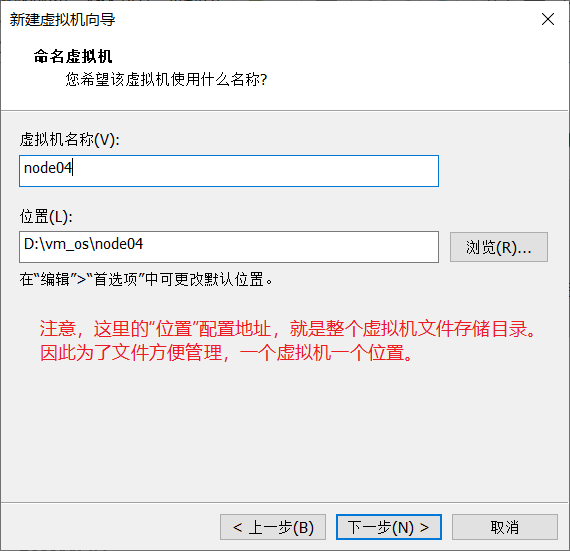 新建虚拟机向导
命名虚拟机
您希望该虚拟机使用什么名称?
虚拟机名称(V):
node04
位置(L):
D:\vm_os\node04
浏览(R)...
在“编辑”>“首选项”中可更改默认位置。
注意，这里的“位置”配置地址，就是整个虚拟机文件存储目录。
因此为了文件方便管理，一个虚拟机一个位置。
< 上一步(B)
下一步(N) >
取消